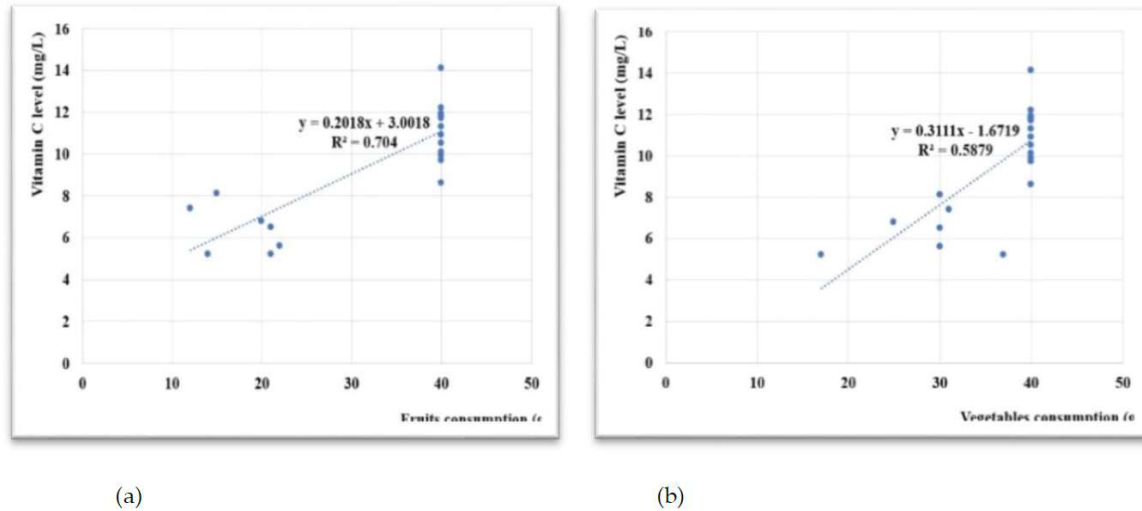 Vitamin C level (mg/L)
16
14
12
10
8
6
4
2
0
y = 0.2018x + 3.0018
R² = 0.704
0 10 20 30 40 50
Fruits consumption (g
(a)
Vitamin C level (mg/L)
16
14
12
10
8
6
4
2
0
y = 0.3111x - 1.6719
R² = 0.5879
0 10 20 30 40 50
Vegetables consumption (g
(b)